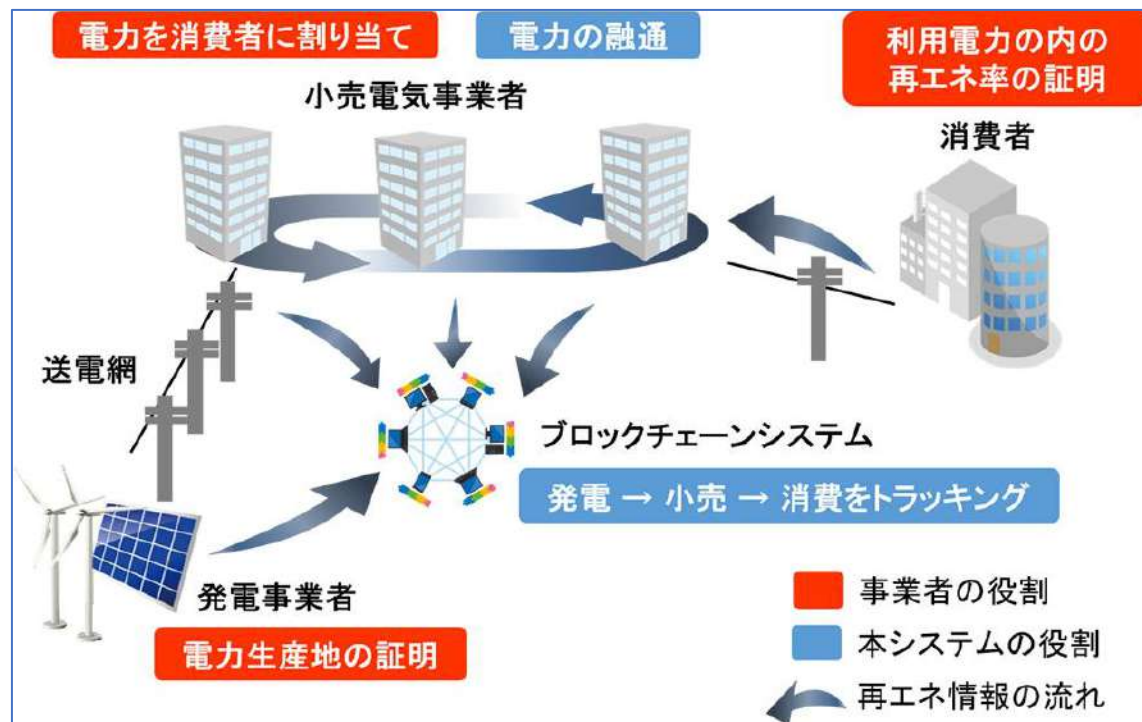 電力を消費者に割り当て
電力の融通
利用電力の内の
再エネ率の証明
小売電気事業者
消費者
送電網
ブロックチェーンシステム
発電 → 小売 → 消費をトラッキング
発電事業者
電力生産地の証明
事業者の役割
本システムの役割
再エネ情報の流れ